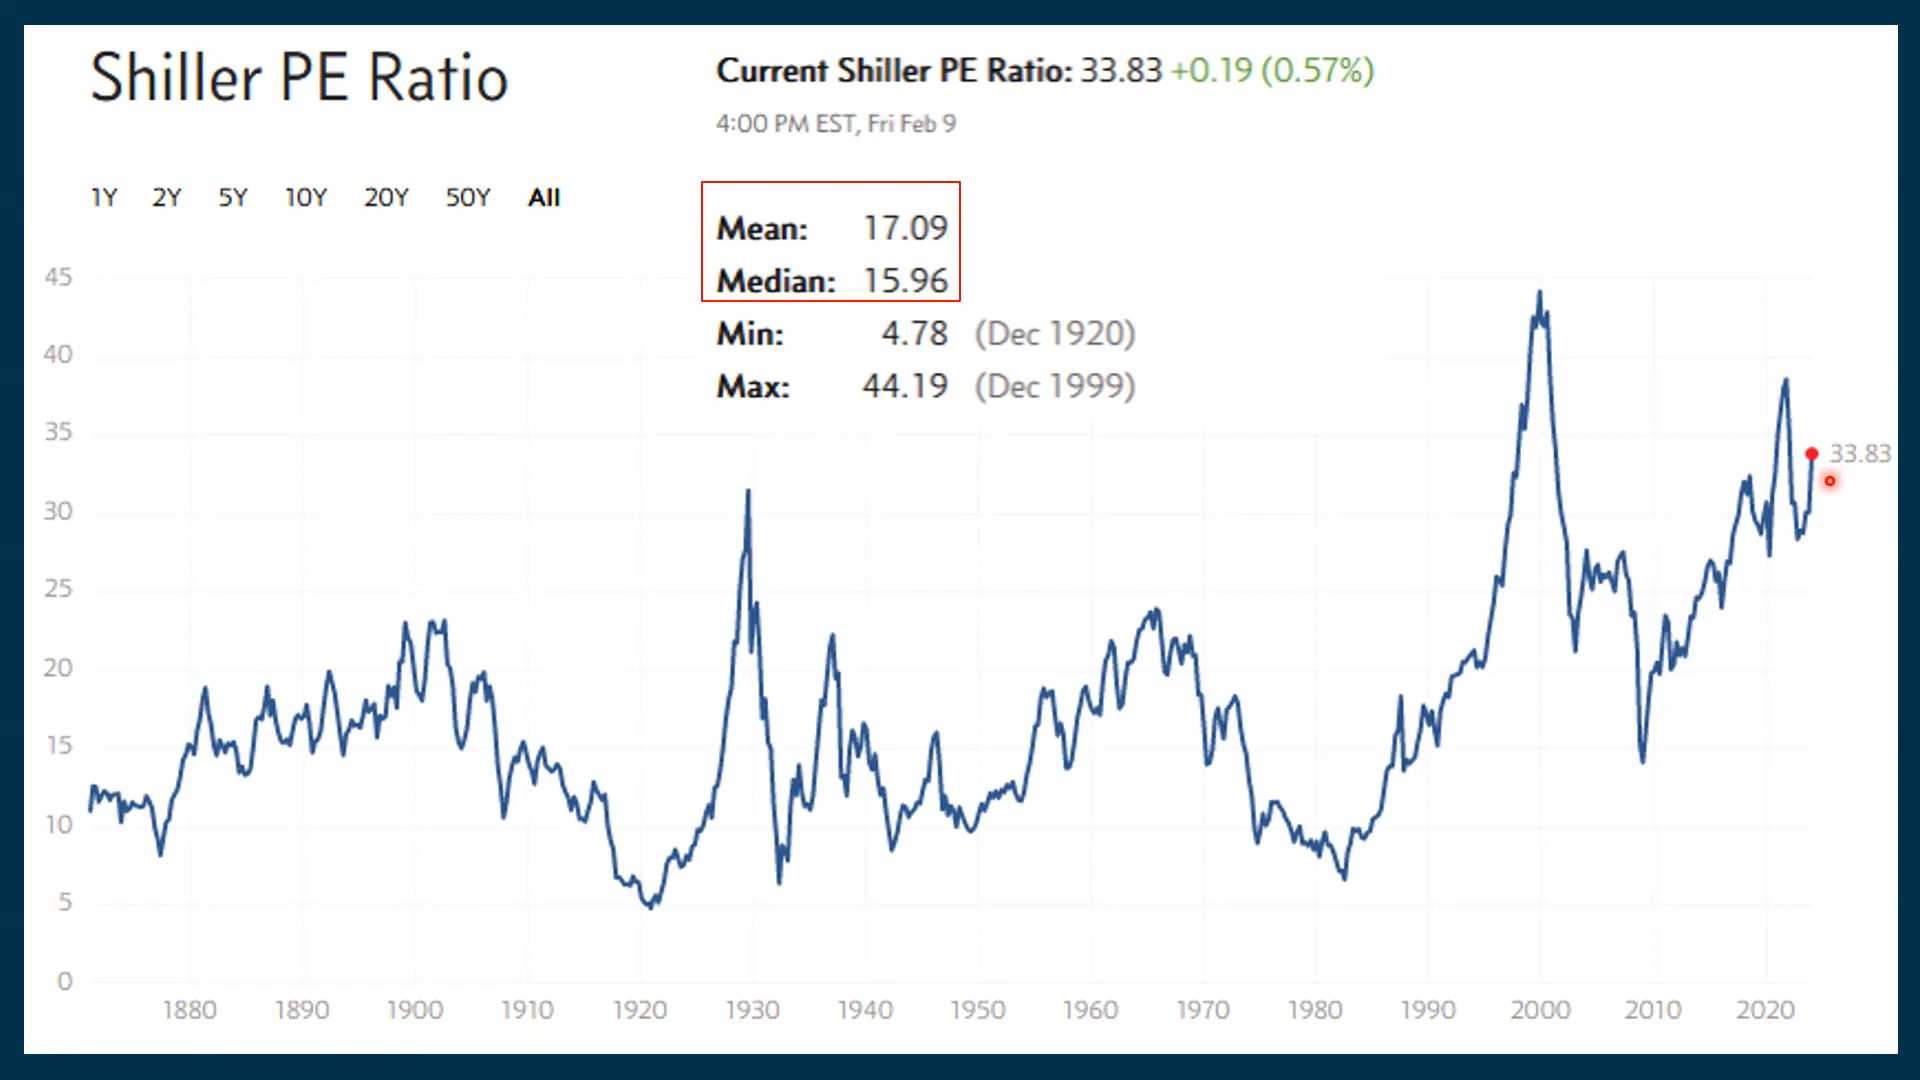 Shiller PE Ratio
Current Shiller PE Ratio: 33.83 +0.19 (0.57%)
4:00 PM EST, Fri Feb 9
1Y 2Y 5Y 10Y 20Y 50Y All
Mean: 17.09
Median: 15.96
Min: 4.78 (Dec 1920)
Max: 44.19 (Dec 1999)
45
40
35
33.83
30
25
20
15
10
5
0
1880 1890 1900 1910 1920 1930 1940 1950 1960 1970 1980 1990 2000 2010 2020